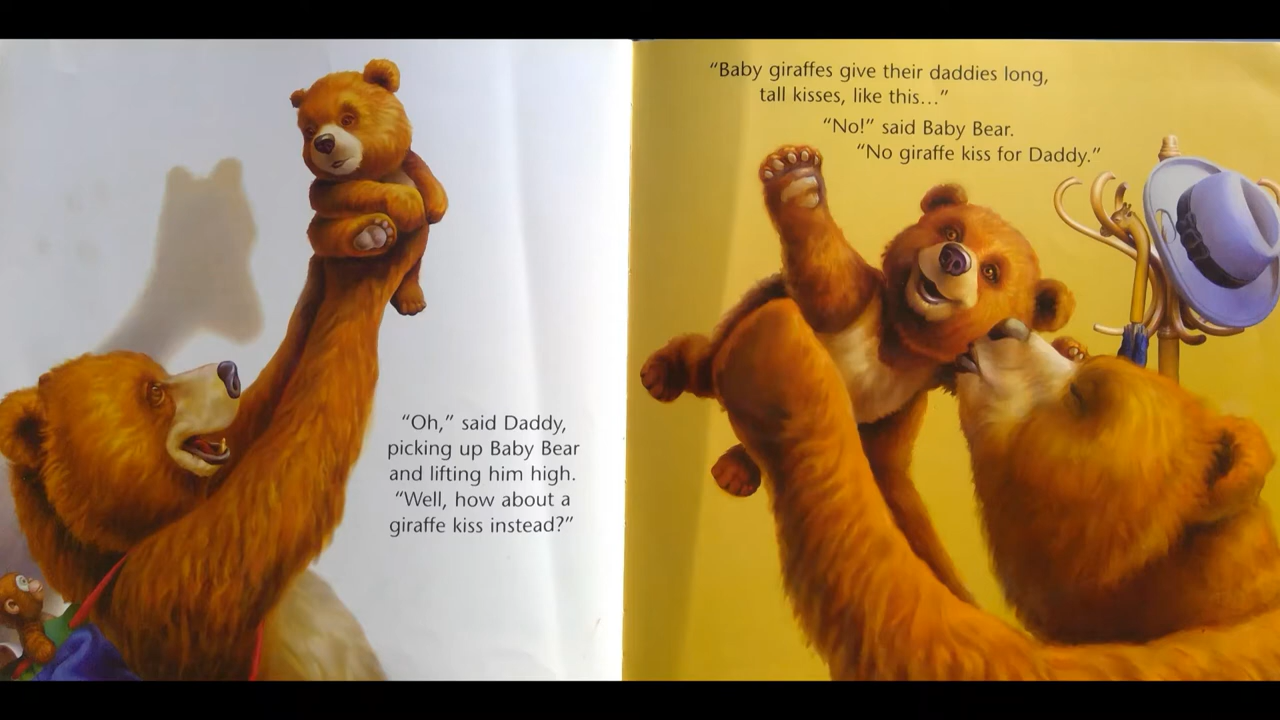 “Oh,” said Daddy,
picking up Baby Bear
and lifting him high.
“Well, how about a
giraffe kiss instead?”
“Baby giraffes give their daddies long,
tall kisses, like this...”
“No!” said Baby Bear.
“No giraffe kiss for Daddy.”